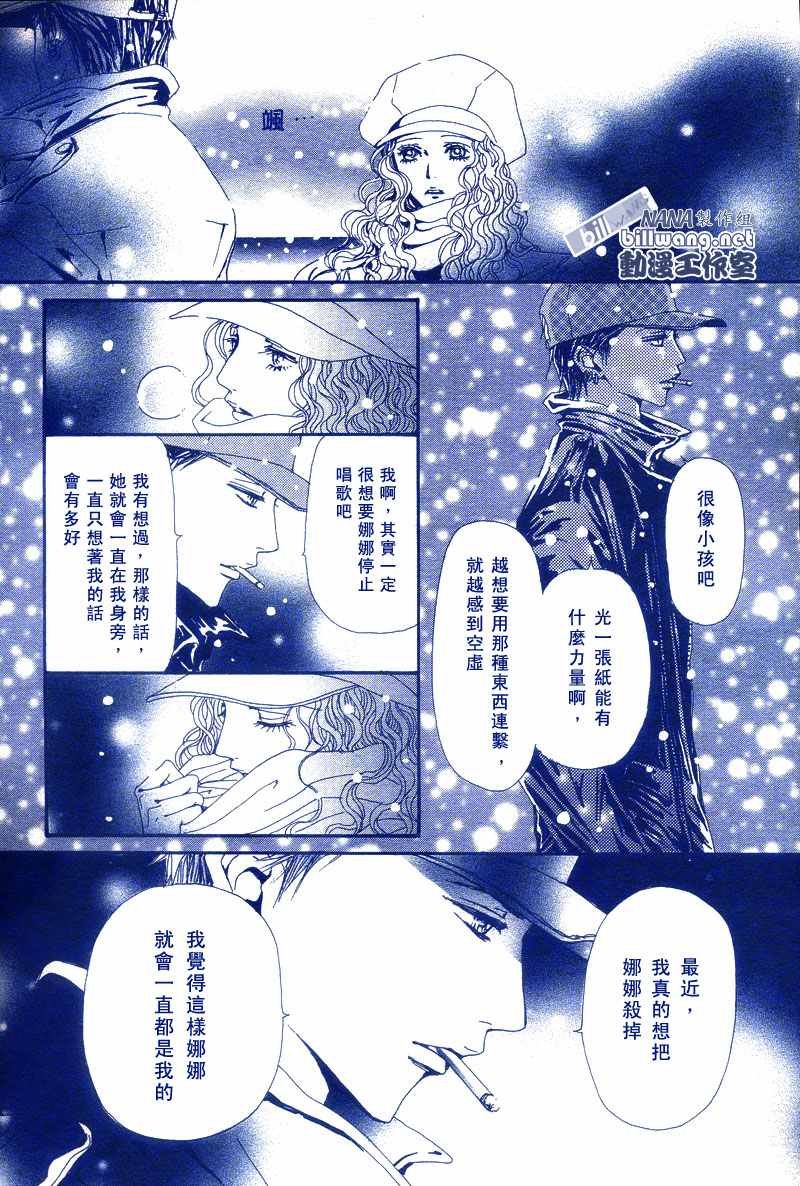 颯…
bill wang
NANA製作組
billwang.net
動漫工作室
很像小孩吧
光一張紙能有
什麼力量啊，
越想要用那種東西連繫，
就越感到空虛
我啊，其實一定
很想要娜娜停止
唱歌吧
我有想過，那樣的話，
她就會一直在我身旁，
一直只想著我的話
會有多好
最近，
我真的想把
娜娜殺掉
我覺得這樣娜娜
就會一直都是我的